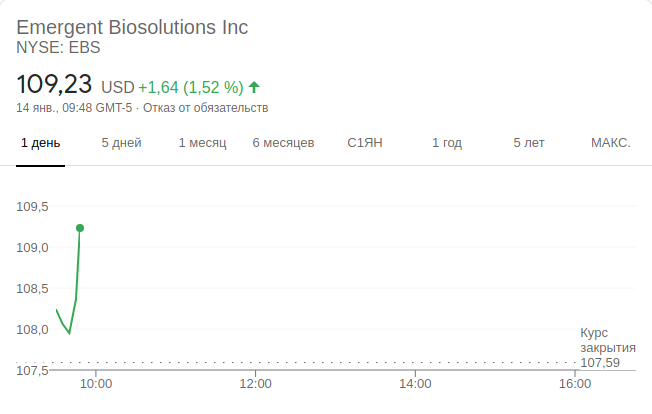 Emergent Biosolutions Inc
NYSE: EBS
109,23 USD +1,64 (1,52 %)
14 янв., 09:48 GMT-5 · Отказ от обязательств
1 день 5 дней 1 месяц 6 месяцев С1ЯН 1 год 5 лет МАКС.
109,5
109,0
108,5
108,0
Курс
закрытия
107,59
107,5
10:00 12:00 14:00 16:00